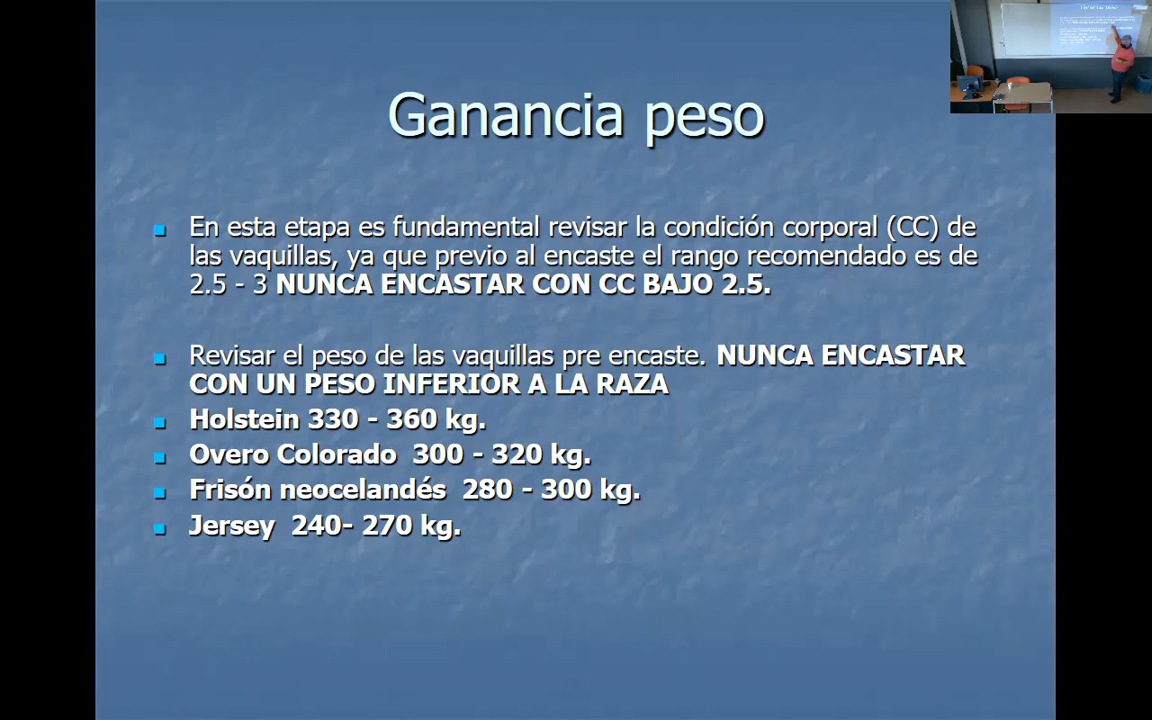 Ganancia peso
En esta etapa es fundamental revisar la condición corporal (CC) de
las vaquillas, ya que previo al encaste el rango recomendado es de
2.5 - 3 NUNCA ENCASTAR CON CC BAJO 2.5.
Revisar el peso de las vaquillas pre encaste. NUNCA ENCASTAR
CON UN PESO INFERIOR A LA RAZA
Holstein 330 - 360 kg.
Overo Colorado 300 - 320 kg.
Frisón neocelandés 280 - 300 kg.
Jersey 240- 270 kg.